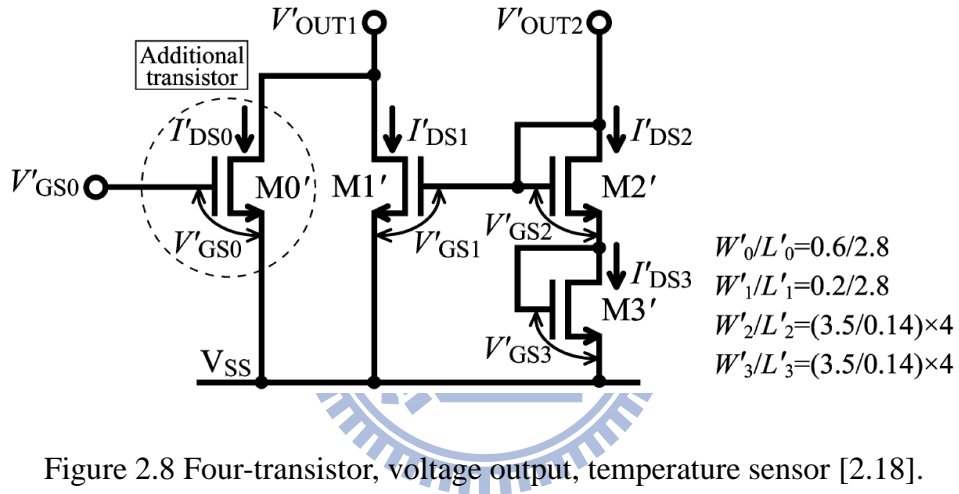 V′OUT1
V′OUT2
Additional
transistor
I′DS0
I′DS1
I′DS2
V′GS0
M0′
M1′
M2′
V′GS0
V′GS1
V′GS2
I′DS3
M3′
V′GS3
VSS
W′0/L′0=0.6/2.8
W′1/L′1=0.2/2.8
W′2/L′2=(3.5/0.14)×4
W′3/L′3=(3.5/0.14)×4
Figure 2.8 Four-transistor, voltage output, temperature sensor [2.18].